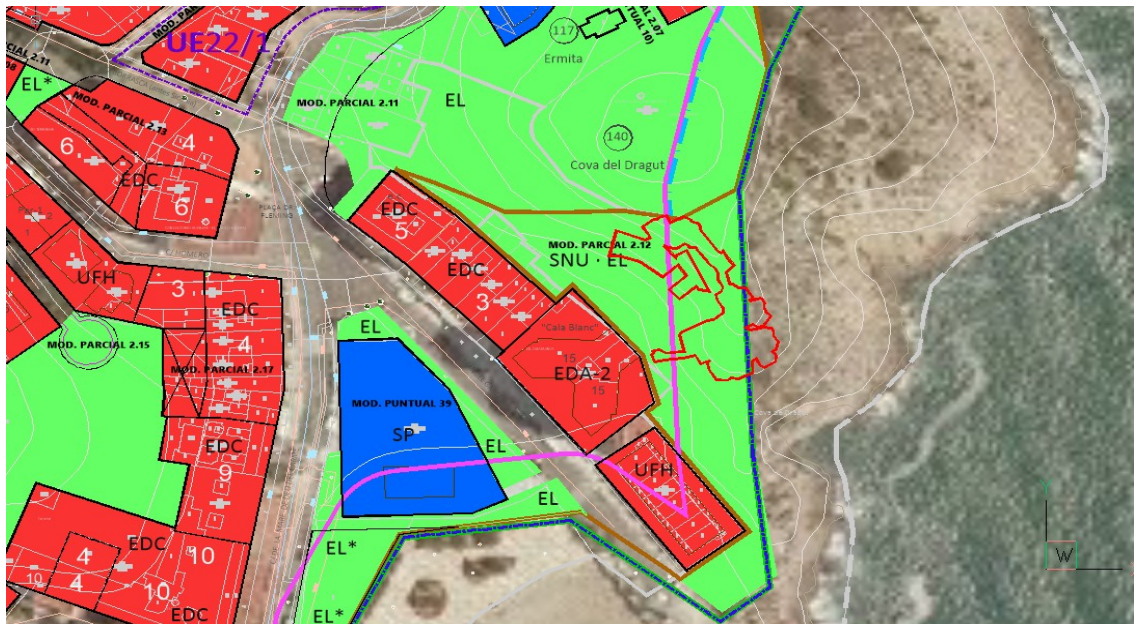 MOD. PARCIAL 2.07
UE22/1
MOD. PARCIAL 2.11
EL
117
Ermita
EL*
MOD. PARCIAL 2.13
4
6
EDC
6
140
Cova del Dragut
EDC
5
MOD. PARCIAL 2.12
SNU · EL
EDC
3
UFH
3
EDC
4
MOD. PARCIAL 2.15
MOD. PARCIAL 2.17
EL
"Cala Blanc"
15
EDA-2
15
MOD. PUNTUAL 39
SP
EL
EDC
9
UFH
EL
EDC
4
4
10
10
10
EDC
EL*
EL*
Y
W